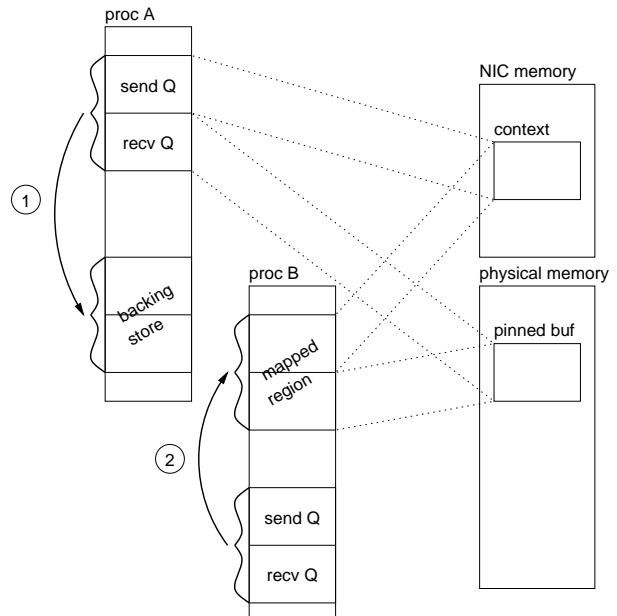 proc A
send Q
recv Q
1
backing
store
proc B
mapped
region
2
send Q
recv Q
NIC memory
context
physical memory
pinned buf